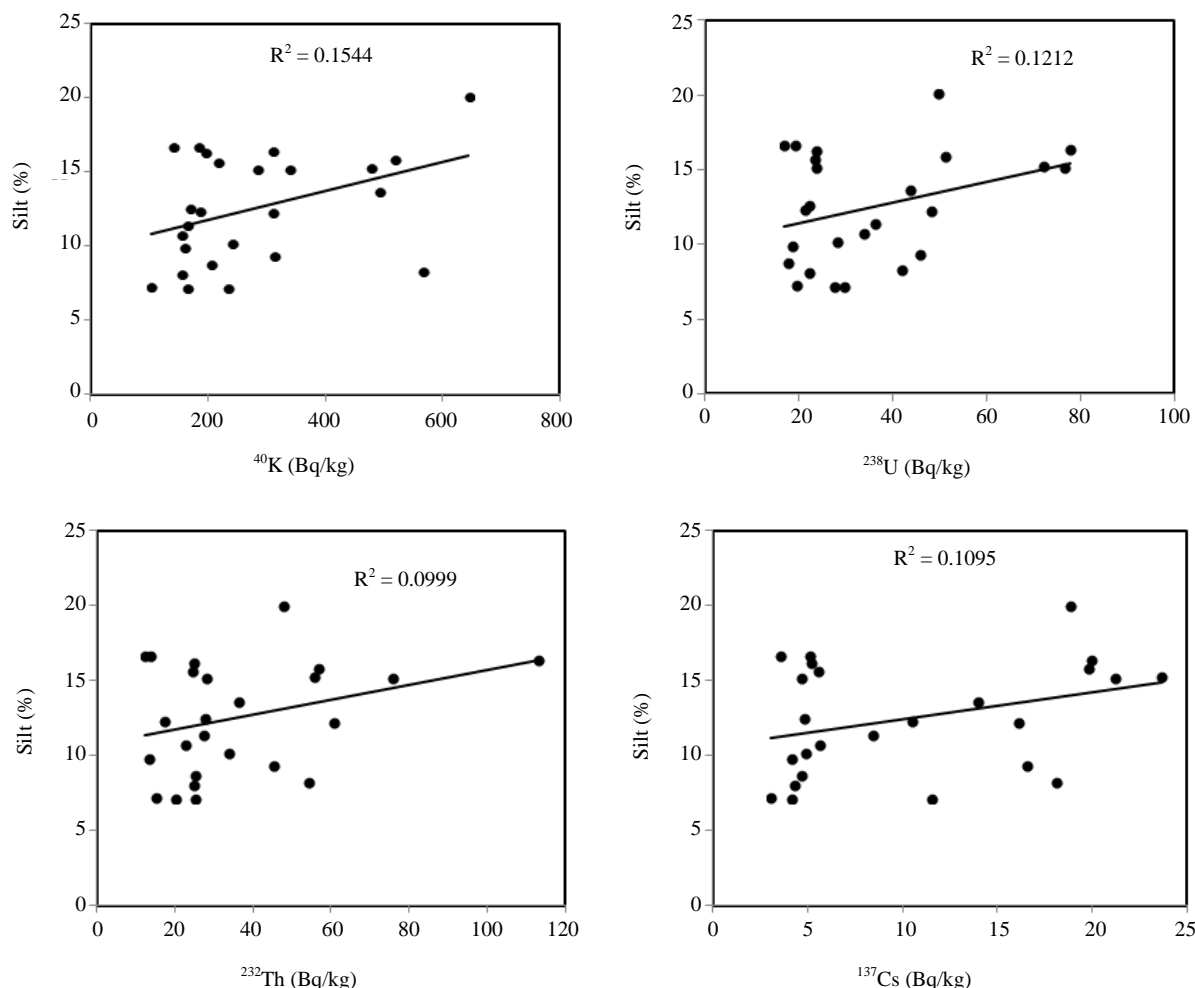 25
20
15
10
5
0
Silt (%)
R² = 0.1544
0 200 400 600 800
⁴⁰K (Bq/kg)
25
20
15
10
5
0
Silt (%)
R² = 0.1212
0 20 40 60 80 100
²³⁸U (Bq/kg)
25
20
15
10
5
0
Silt (%)
R² = 0.0999
0 20 40 60 80 100 120
²³²Th (Bq/kg)
25
20
15
10
5
0
Silt (%)
R² = 0.1095
0 5 10 15 20 25
¹³⁷Cs (Bq/kg)